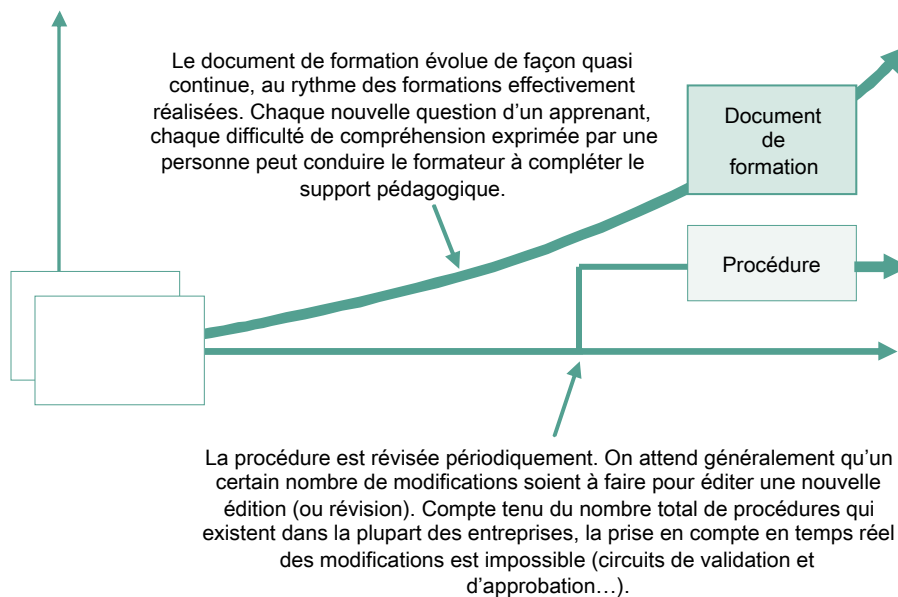 Le document de formation évolue de façon quasi
continue, au rythme des formations effectivement
réalisées. Chaque nouvelle question d’un apprenant,
chaque difficulté de compréhension exprimée par une
personne peut conduire le formateur à compléter le
support pédagogique.
Document
de
formation
Procédure
La procédure est révisée périodiquement. On attend généralement qu’un
certain nombre de modifications soient à faire pour éditer une nouvelle
édition (ou révision). Compte tenu du nombre total de procédures qui
existent dans la plupart des entreprises, la prise en compte en temps réel
des modifications est impossible (circuits de validation et
d’approbation…).